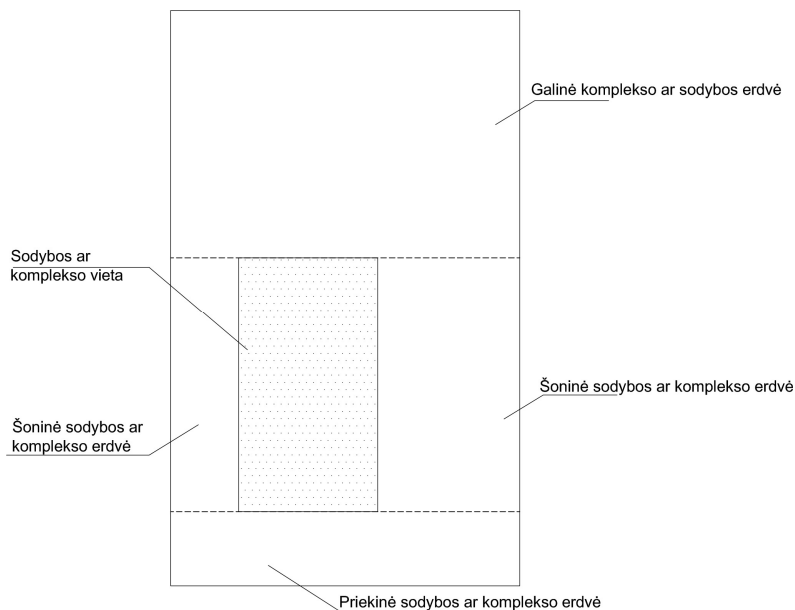 Galinė komplekso ar sodybos erdvė
Sodybos ar
komplekso vieta
Šoninė sodybos ar komplekso erdvė
Šoninė sodybos ar
komplekso erdvė
Priekinė sodybos ar komplekso erdvė